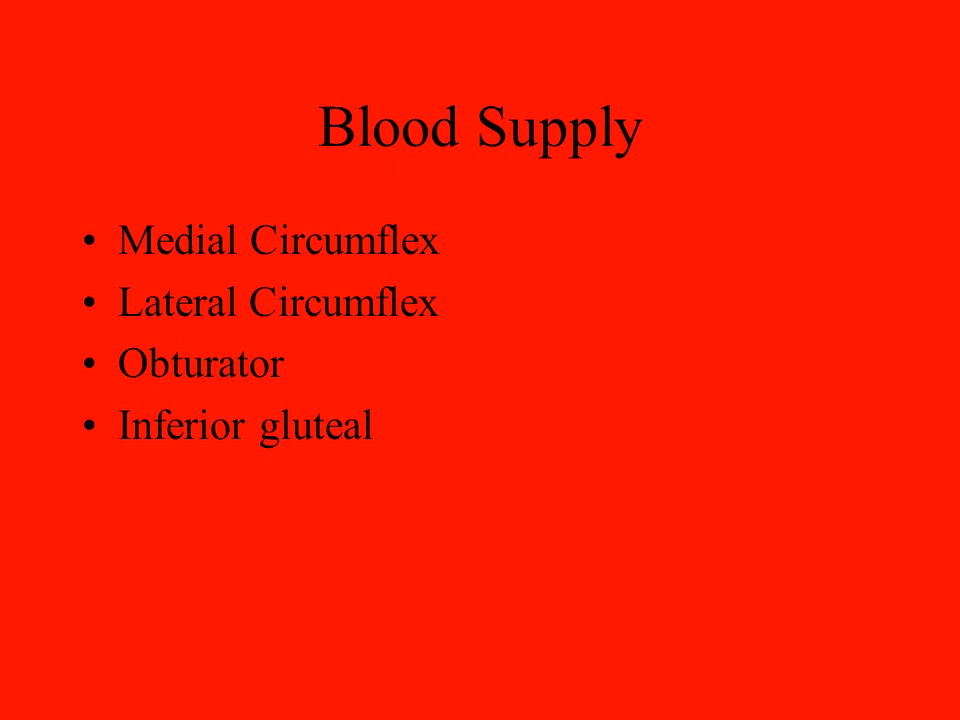 Blood Supply
• Medial Circumflex
• Lateral Circumflex
• Obturator
• Inferior gluteal